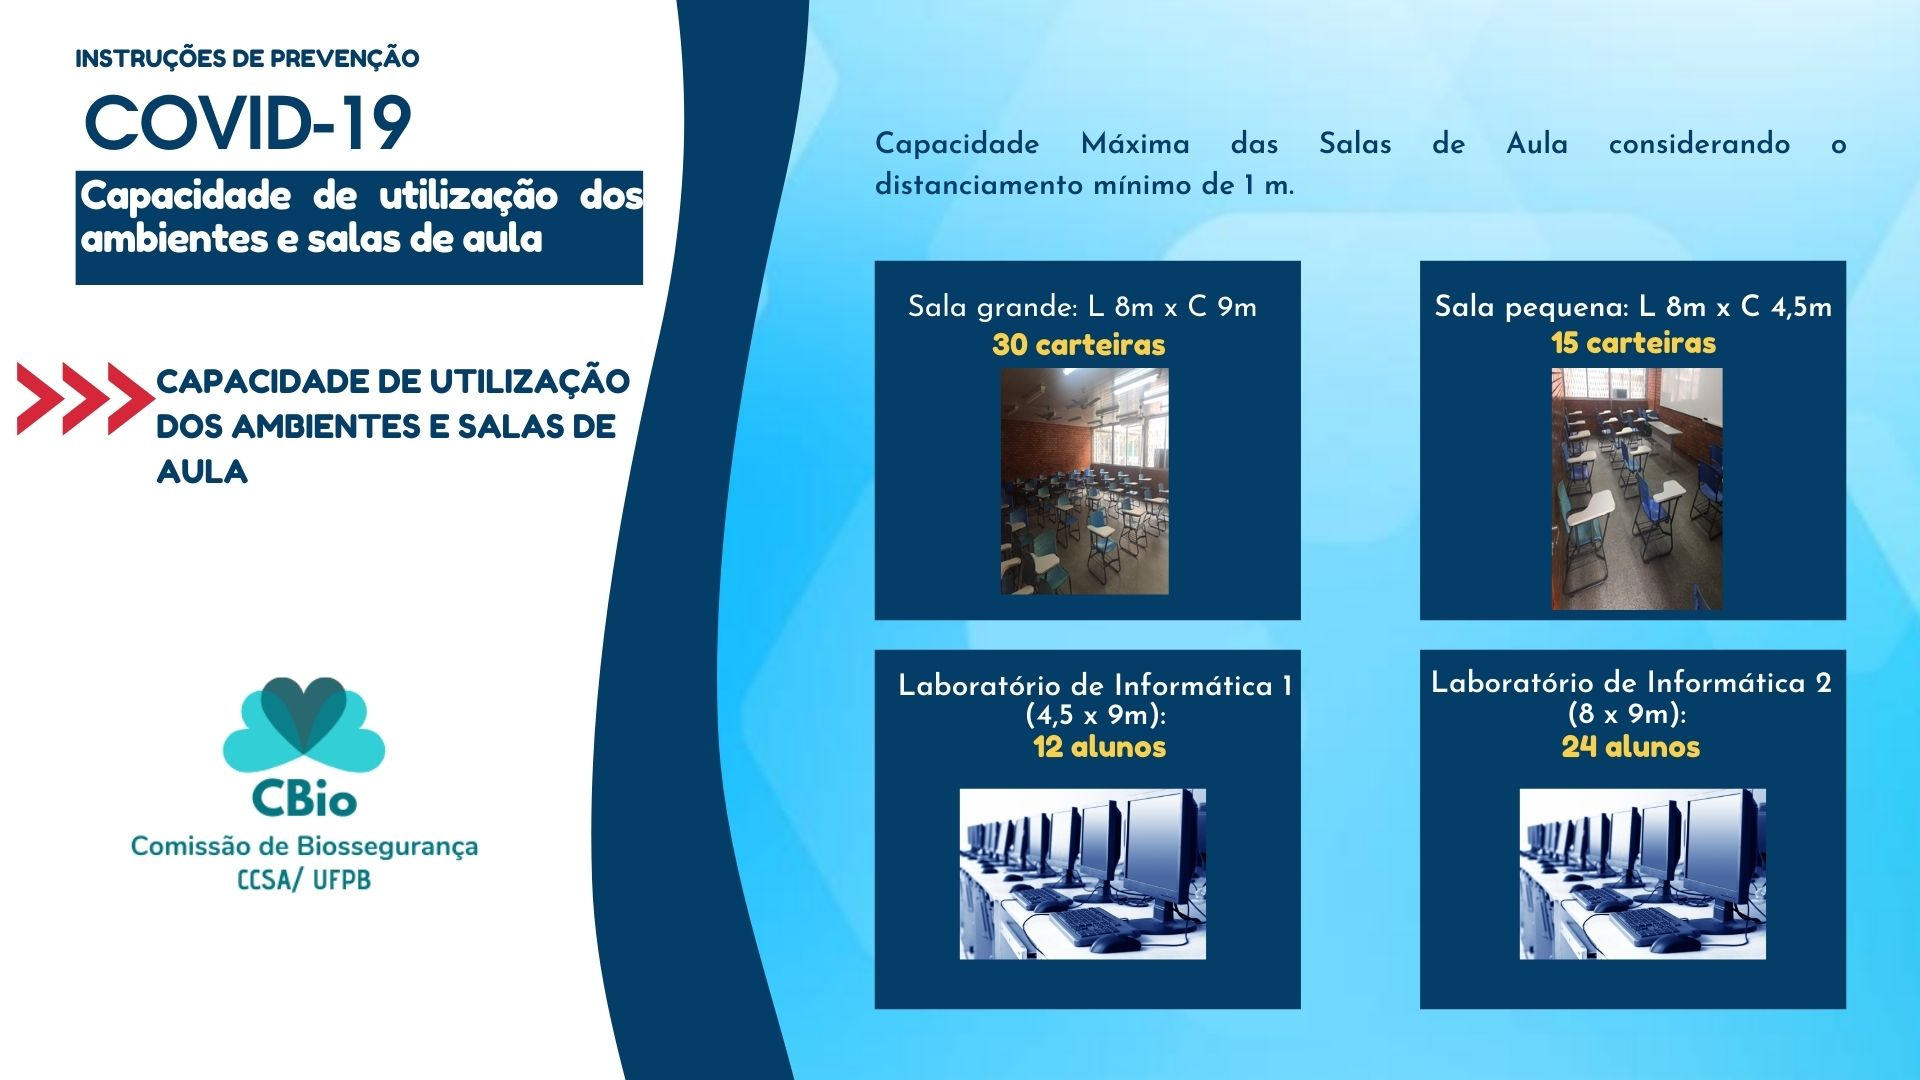 INSTRUÇÕES DE PREVENÇÃO
COVID-19
Capacidade de utilização dos
ambientes e salas de aula
CAPACIDADE DE UTILIZAÇÃO
DOS AMBIENTES E SALAS DE
AULA
CBio
Comissão de Biossegurança
CCSA/ UFPB
Capacidade Máxima das Salas de Aula considerando o
distanciamento mínimo de 1 m.
Sala grande: L 8m x C 9m
30 carteiras
Sala pequena: L 8m x C 4,5m
15 carteiras
Laboratório de Informática 1
(4,5 x 9m):
12 alunos
Laboratório de Informática 2
(8 x 9m):
24 alunos